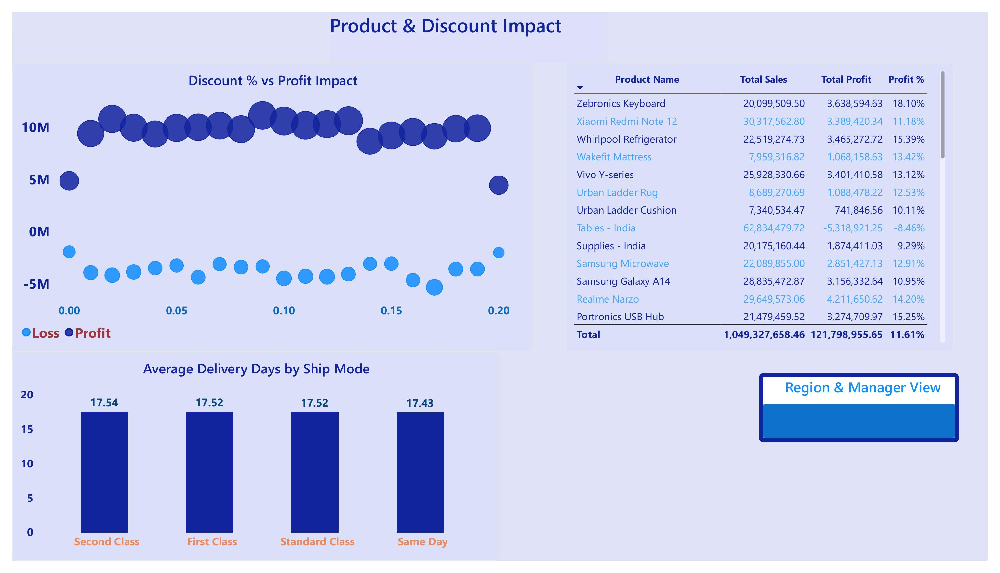 Product & Discount Impact
Discount % vs Profit Impact
10M
5M
0M
-5M
0.00 0.05 0.10 0.15 0.20
Loss Profit
Product Name Total Sales Total Profit Profit %
Zebronics Keyboard 20,099,509.50 3,638,594.63 18.10%
Xiaomi Redmi Note 12 30,317,562.80 3,389,420.34 11.18%
Whirlpool Refrigerator 22,519,274.73 3,465,272.72 15.39%
Wakefit Mattress 7,959,316.82 1,068,158.63 13.42%
Vivo Y-series 25,928,330.66 3,401,410.58 13.12%
Urban Ladder Rug 8,689,270.69 1,088,478.22 12.53%
Urban Ladder Cushion 7,340,534.47 741,846.56 10.11%
Tables - India 62,834,479.72 -5,318,921.25 -8.46%
Supplies - India 20,175,160.44 1,874,411.03 9.29%
Samsung Microwave 22,089,855.00 2,851,427.13 12.91%
Samsung Galaxy A14 28,835,472.87 3,156,332.64 10.95%
Realme Narzo 29,649,573.06 4,211,650.62 14.20%
Portronics USB Hub 21,479,459.52 3,274,709.97 15.25%
Total 1,049,327,658.46 121,798,955.65 11.61%
Average Delivery Days by Ship Mode
20
15
10
5
0
17.54 17.52 17.52 17.43
Second Class First Class Standard Class Same Day
Region & Manager View